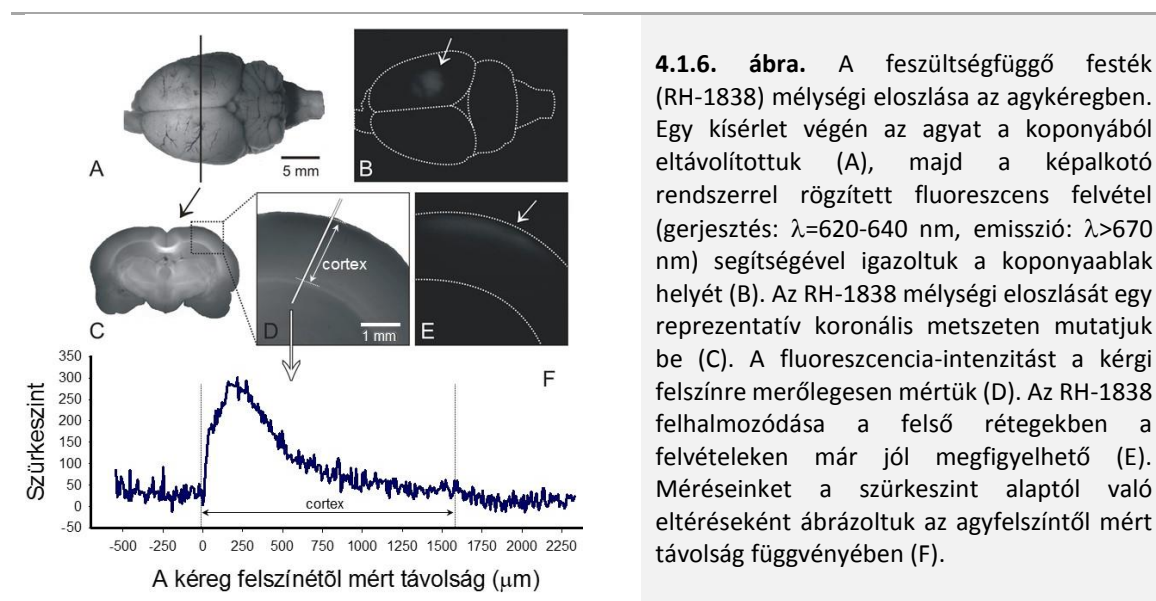 A
5 mm
B
C
cortex
D
1 mm
E
F
350
300
250
200
150
100
50
0
-50
Szürkeszint
cortex
-500 -250 0 250 500 750 1000 1250 1500 1750 2000 2250
A kéreg felszínétõl mért távolság (μm)
4.1.6. ábra. A feszültségfüggő festék
(RH-1838) mélységi eloszlása az agykéregben.
Egy kísérlet végén az agyat a koponyából
eltávolítottuk (A), majd a képalkotó
rendszerrel rögzített fluoreszcens felvétel
(gerjesztés: λ=620-640 nm, emisszió: λ>670
nm) segítségével igazoltuk a koponyaablak
helyét (B). Az RH-1838 mélységi eloszlását egy
reprezentatív koronális metszeten mutatjuk
be (C). A fluoreszcencia-intenzitást a kérgi
felszínre merőlegesen mértük (D). Az RH-1838
felhalmozódása a felső rétegekben a
felvételeken már jól megfigyelhető (E).
Méréseinket a szürkeszint alaptól való
eltéréseként ábrázoltuk az agyfelszíntől mért
távolság függvényében (F).